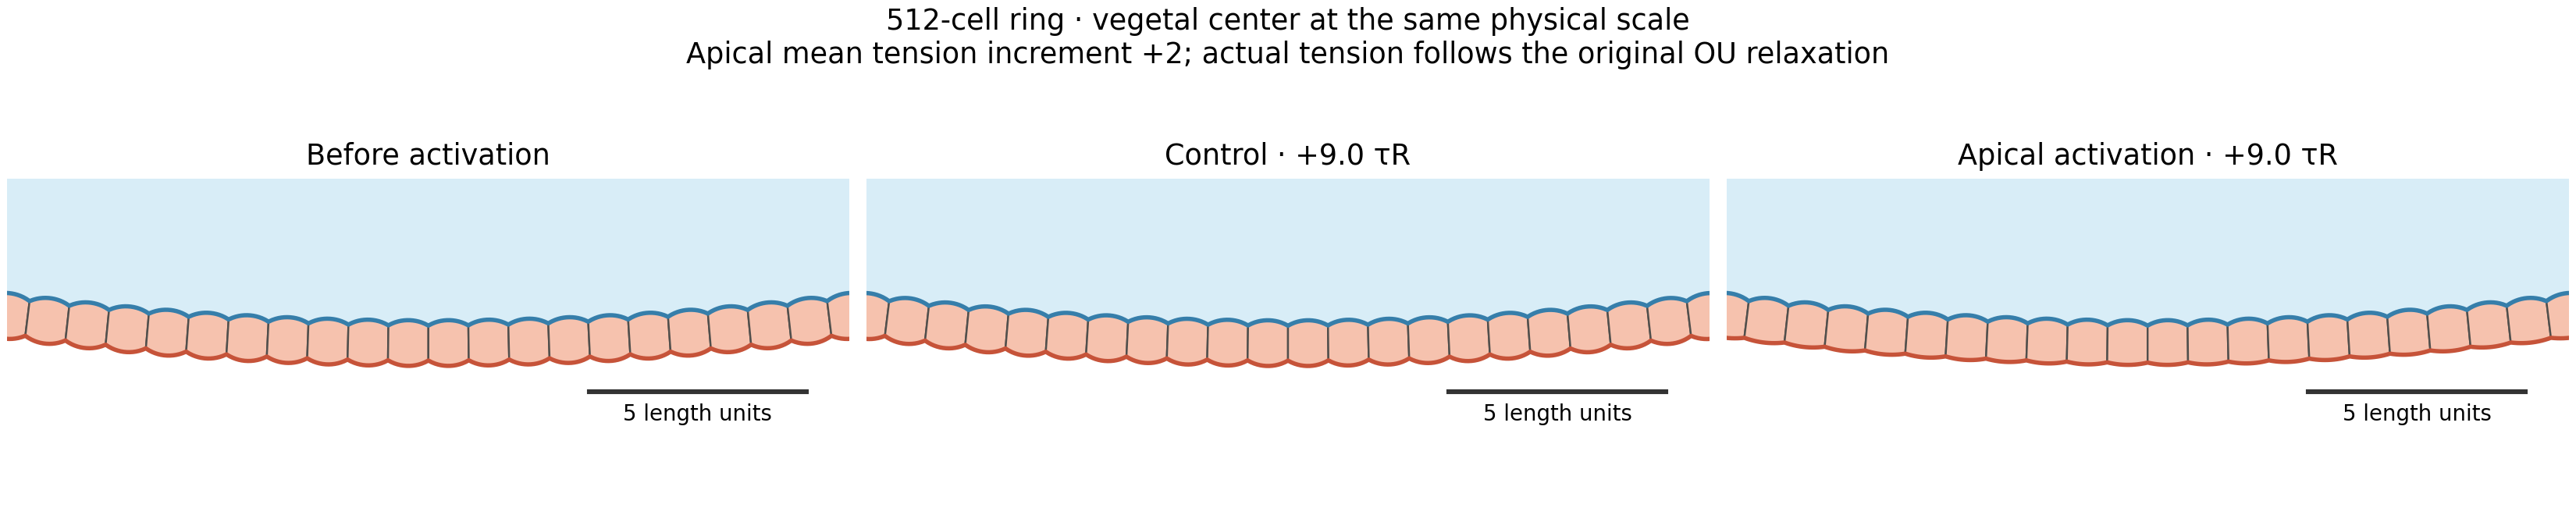 512-cell ring · vegetal center at the same physical scale
Apical mean tension increment +2; actual tension follows the original OU relaxation
Before activation
Control · +9.0 τR
Apical activation · +9.0 τR
5 length units
5 length units
5 length units